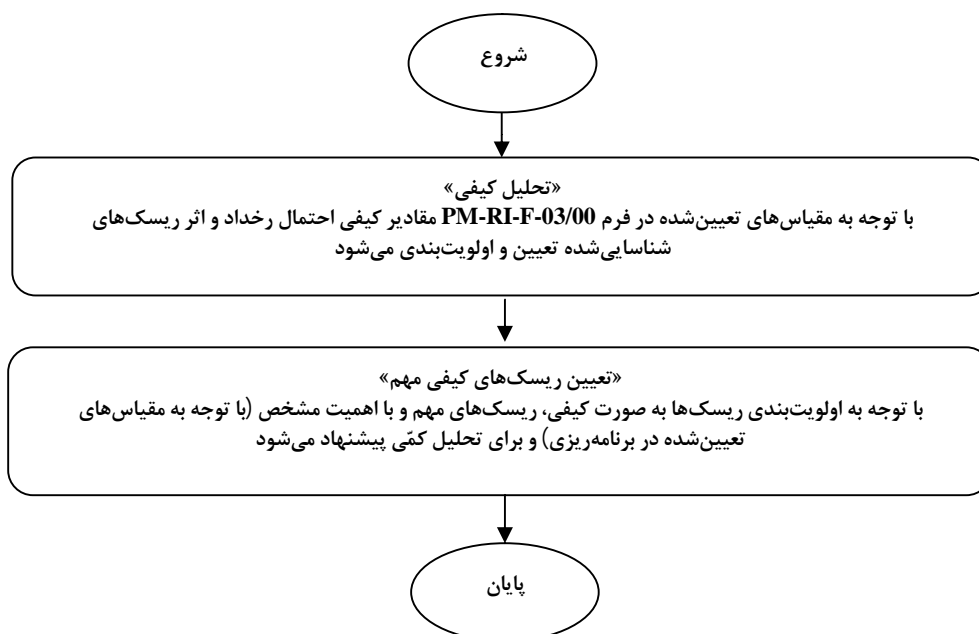 شروع
«تحلیل کیفی»
با توجه به مقیاس‌های تعیین‌شده در فرم PM-RI-F-03/00 مقادیر کیفی احتمال رخداد و اثر ریسک‌های
شناسایی‌شده تعیین و اولویت‌بندی می‌شود
«تعیین ریسک‌های کیفی مهم»
با توجه به اولویت‌بندی ریسک‌ها به صورت کیفی، ریسک‌های مهم و با اهمیت مشخص (با توجه به مقیاس‌های
تعیین‌شده در برنامه‌ریزی) و برای تحلیل کمّی پیشنهاد می‌شود
پایان